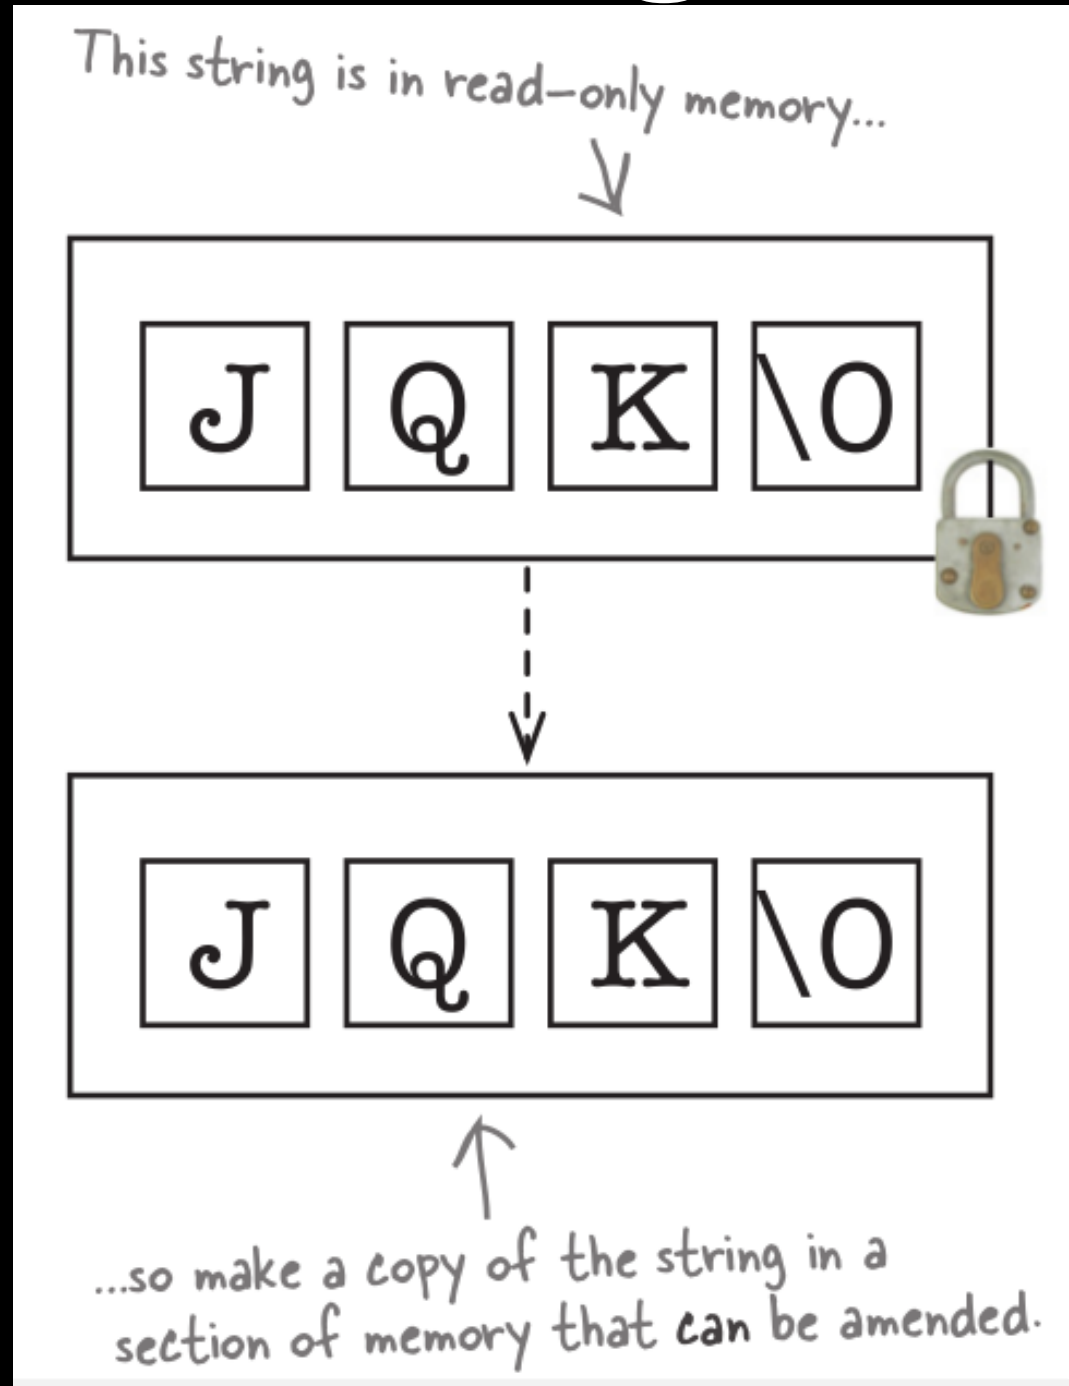 This string is in read-only memory...
J Q K \0
J Q K \0
...so make a copy of the string in a
section of memory that can be amended.